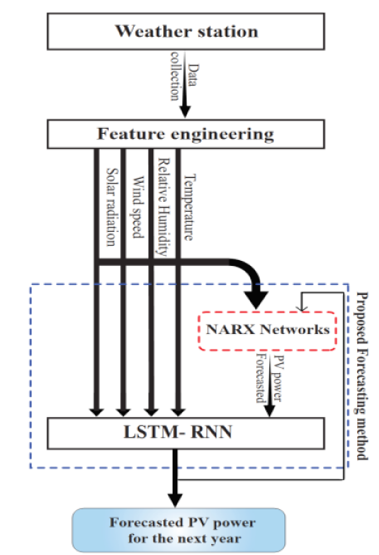 Weather station
Data
collection
Feature engineering
Solar radiation
Wind speed
Relative Humidity
Temperature
NARX Networks
PV power
Forecasted
Proposed Forecasting method
LSTM- RNN
Forecasted PV power
for the next year